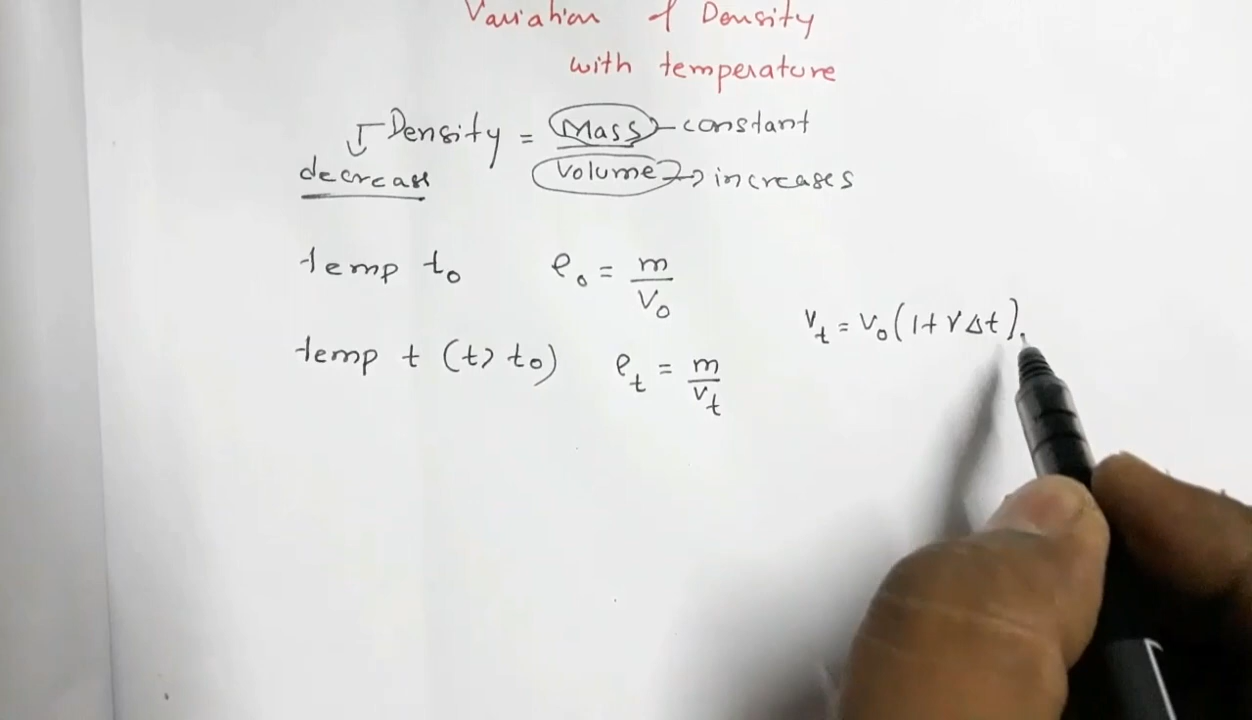 Variation of Density
with temperature
Density = Mass - constant
decrease Volume → increases
temp t₀ ρ₀ = m/V₀
Vₜ = V₀(1+γΔt).
temp t (t> t₀) ρₜ = m/Vₜ